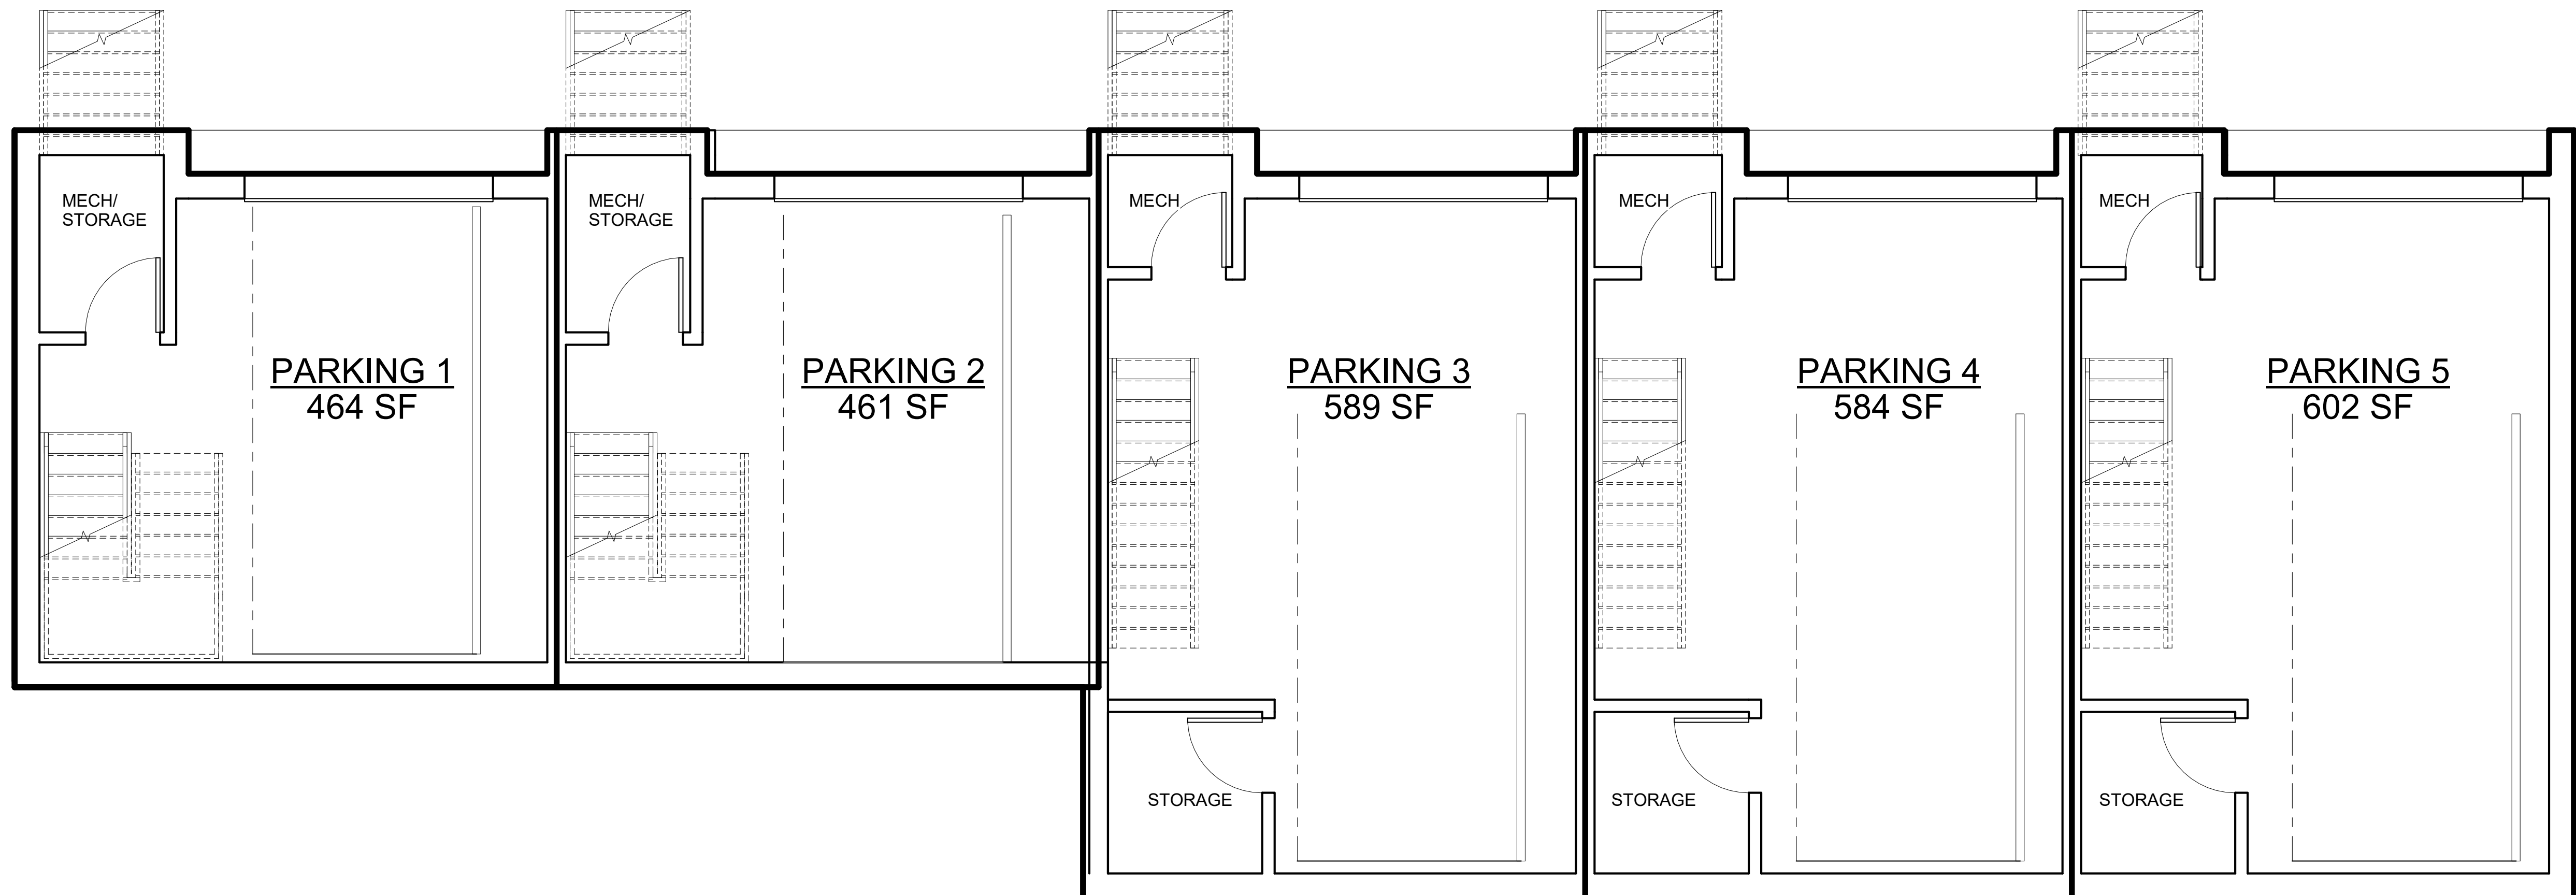 MECH/
STORAGE
MECH/
STORAGE
MECH
MECH
MECH
PARKING 1
464 SF
PARKING 2
461 SF
PARKING 3
589 SF
PARKING 4
584 SF
PARKING 5
602 SF
STORAGE
STORAGE
STORAGE